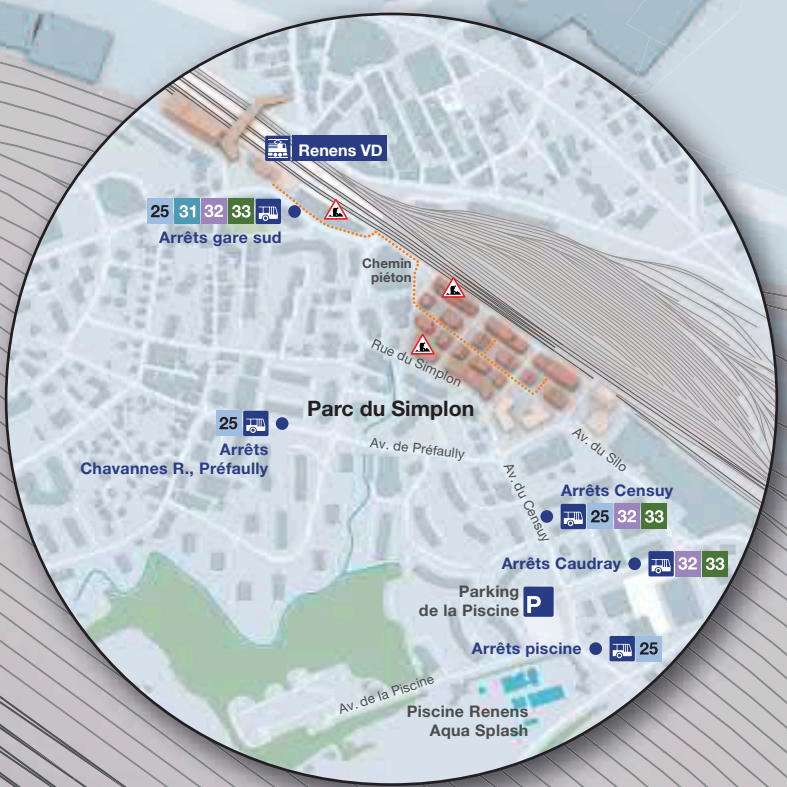 Renens VD
25 31 32 33
Arrêts gare sud
Chemin
piéton
Rue du Simplon
Parc du Simplon
25
Arrêts
Chavannes R., Préfaully
Av. de Préfaully
Av. du Silo
Av. du Censuy
Arrêts Censuy
25 32 33
Arrêts Caudray
32 33
Parking
de la Piscine
P
Arrêts piscine
25
Av. de la Piscine
Piscine Renens
Aqua Splash